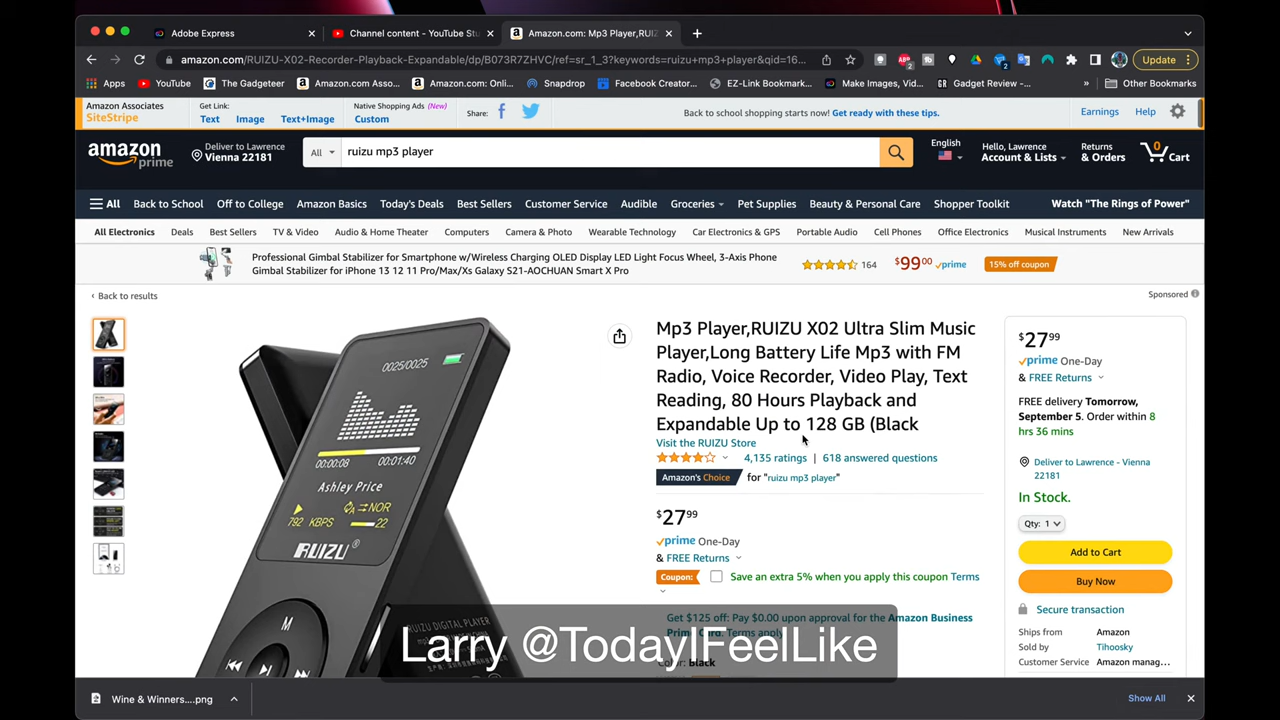 Adobe Express
Channel content - YouTube Stu
Amazon.com: Mp3 Player,RUIZ
amazon.com/RUIZU-X02-Recorder-Playback-Expandable/dp/B073R7ZHVC/ref=sr_1_3?keywords=ruizu+mp3+player&qid=16...
Update
Apps
YouTube
The Gadgeteer
Amazon.com Asso...
Amazon.com: Onli...
Snapdrop
Facebook Creator...
EZ-Link Bookmark...
Make Images, Vid...
Gadget Review -...
»
Other Bookmarks
Amazon Associates
SiteStripe
Get Link:
Text Image Text+Image
Native Shopping Ads (New)
Custom
Share:
Back to school shopping starts now! Get ready with these tips.
Earnings Help
amazon
prime
Deliver to Lawrence
Vienna 22181
All
ruizu mp3 player
English
Hello, Lawrence
Account & Lists
Returns
& Orders
0
Cart
All Back to School Off to College Amazon Basics Today's Deals Best Sellers Customer Service Audible Groceries Pet Supplies Beauty & Personal Care Shopper Toolkit Watch "The Rings of Power"
All Electronics Deals Best Sellers TV & Video Audio & Home Theater Computers Camera & Photo Wearable Technology Car Electronics & GPS Portable Audio Cell Phones Office Electronics Musical Instruments New Arrivals
Professional Gimbal Stabilizer for Smartphone w/Wireless Charging OLED Display LED Light Focus Wheel, 3-Axis Phone
Gimbal Stabilizer for iPhone 13 12 11 Pro/Max/Xs Galaxy S21-AOCHUAN Smart X Pro
164
$99⁰⁰ prime
15% off coupon
‹ Back to results
Sponsored
0025/0025
00:00:08 00:01:40
Ashley Price
NOR
792 KBPS
22
RUIZU®
M
RUIZU DIGITAL PLAYER
Mp3 Player,RUIZU X02 Ultra Slim Music
Player,Long Battery Life Mp3 with FM
Radio, Voice Recorder, Video Play, Text
Reading, 80 Hours Playback and
Expandable Up to 128 GB (Black
Visit the RUIZU Store
4,135 ratings | 618 answered questions
Amazon's Choice for "ruizu mp3 player"
$27⁹⁹
prime One-Day
& FREE Returns
Coupon: Save an extra 5% when you apply this coupon Terms
Get $125 off: Pay $0.00 upon approval for the Amazon Business
Prime Card. Terms apply
Color: Black
$27⁹⁹
prime One-Day
& FREE Returns
FREE delivery Tomorrow,
September 5. Order within 8
hrs 36 mins
Deliver to Lawrence - Vienna
22181
In Stock.
Qty: 1
Add to Cart
Buy Now
Secure transaction
Ships from Amazon
Sold by Tihoosky
Customer Service Amazon manag...
Larry @TodayIFeelLike
Wine & Winners....png
Show All